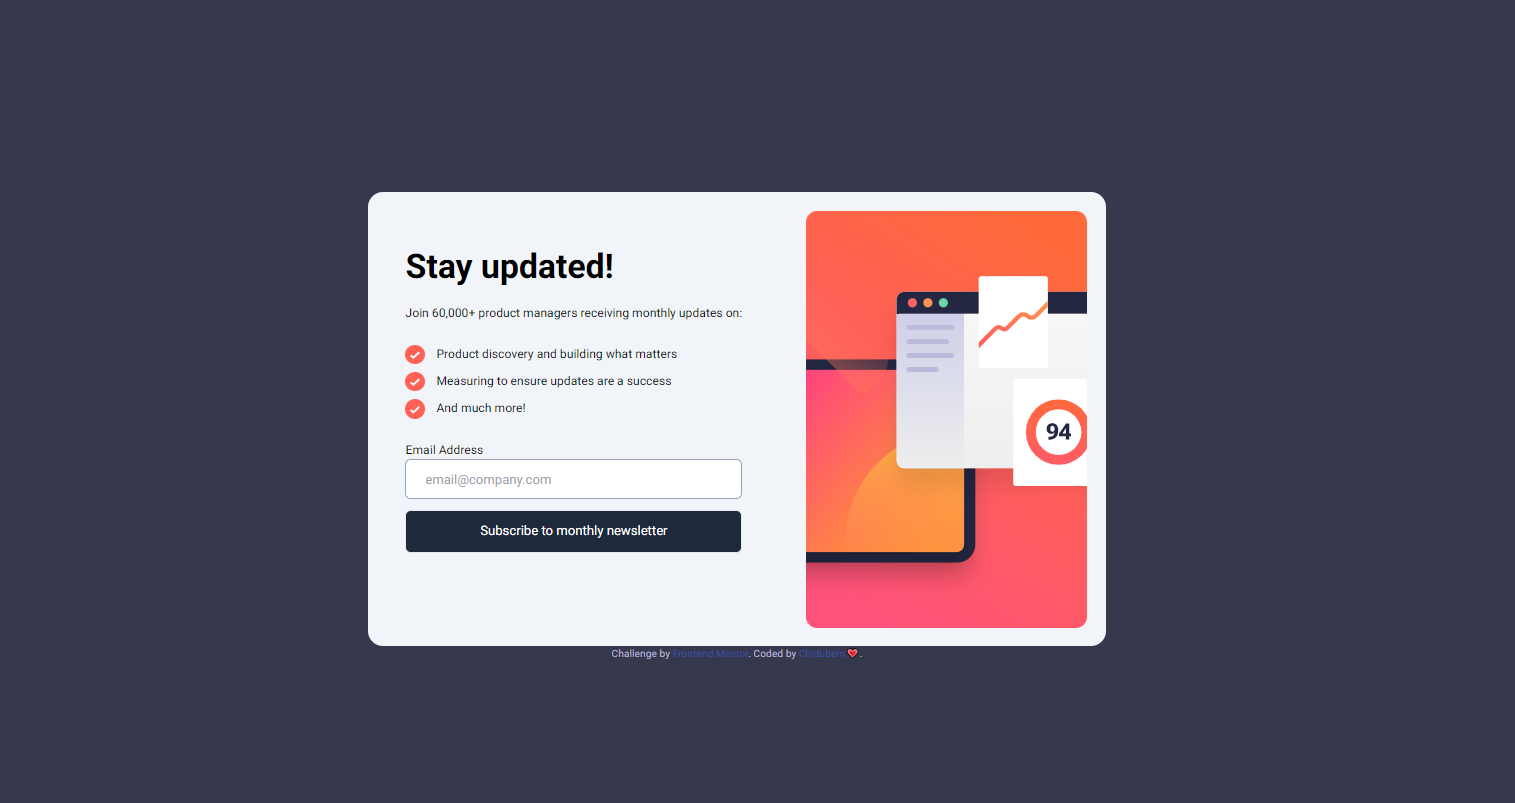 Stay updated!
Join 60,000+ product managers receiving monthly updates on:
Product discovery and building what matters
Measuring to ensure updates are a success
And much more!
Email Address
email@company.com
Subscribe to monthly newsletter
94
Challenge by Frontend Mentor. Coded by Chidubem ❤️.